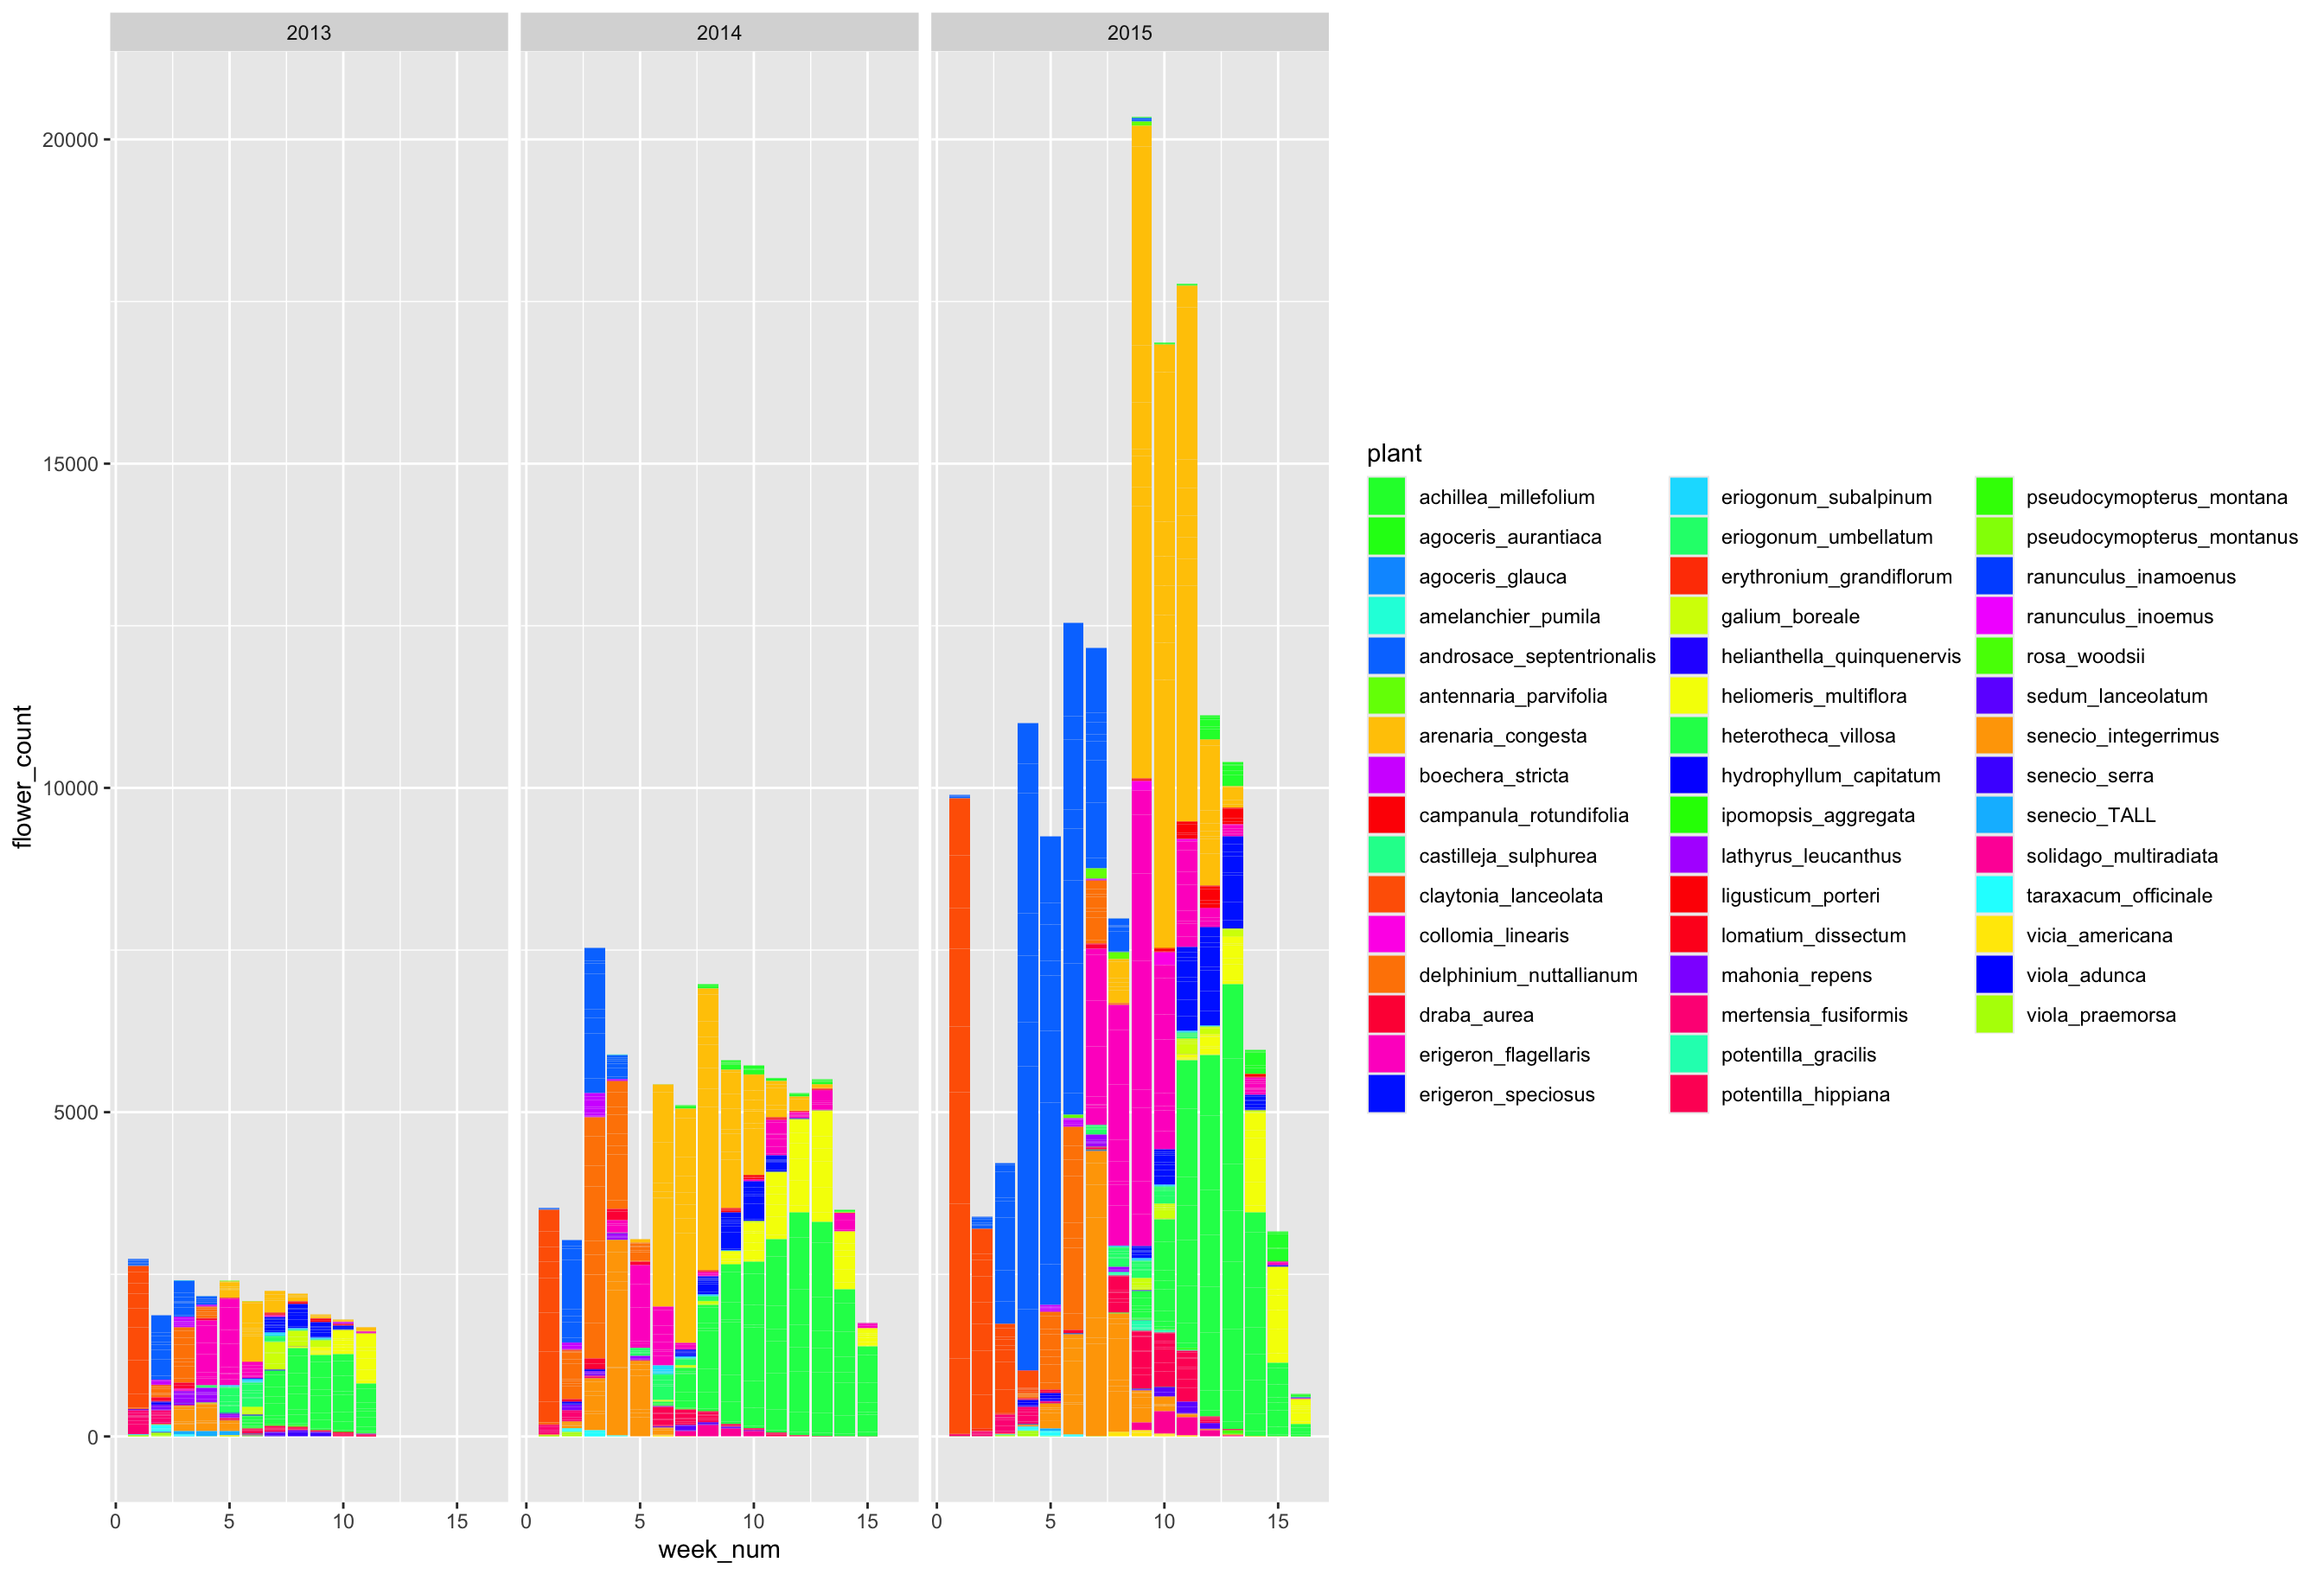 2013 2014 2015
20000
15000
10000
5000
0
flower_count
0 5 10 15 0 5 10 15 0 5 10 15
week_num
plant
achillea_millefolium
agoceris_aurantiaca
agoceris_glauca
amelanchier_pumila
androsace_septentrionalis
antennaria_parvifolia
arenaria_congesta
boechera_stricta
campanula_rotundifolia
castilleja_sulphurea
claytonia_lanceolata
collomia_linearis
delphinium_nuttallianum
draba_aurea
erigeron_flagellaris
erigeron_speciosus
eriogonum_subalpinum
eriogonum_umbellatum
erythronium_grandiflorum
galium_boreale
helianthella_quinquenervis
heliomeris_multiflora
heterotheca_villosa
hydrophyllum_capitatum
ipomopsis_aggregata
lathyrus_leucanthus
ligusticum_porteri
lomatium_dissectum
mahonia_repens
mertensia_fusiformis
potentilla_gracilis
potentilla_hippiana
pseudocymopterus_montana
pseudocymopterus_montanus
ranunculus_inamoenus
ranunculus_inoemus
rosa_woodsii
sedum_lanceolatum
senecio_integerrimus
senecio_serra
senecio_TALL
solidago_multiradiata
taraxacum_officinale
vicia_americana
viola_adunca
viola_praemorsa